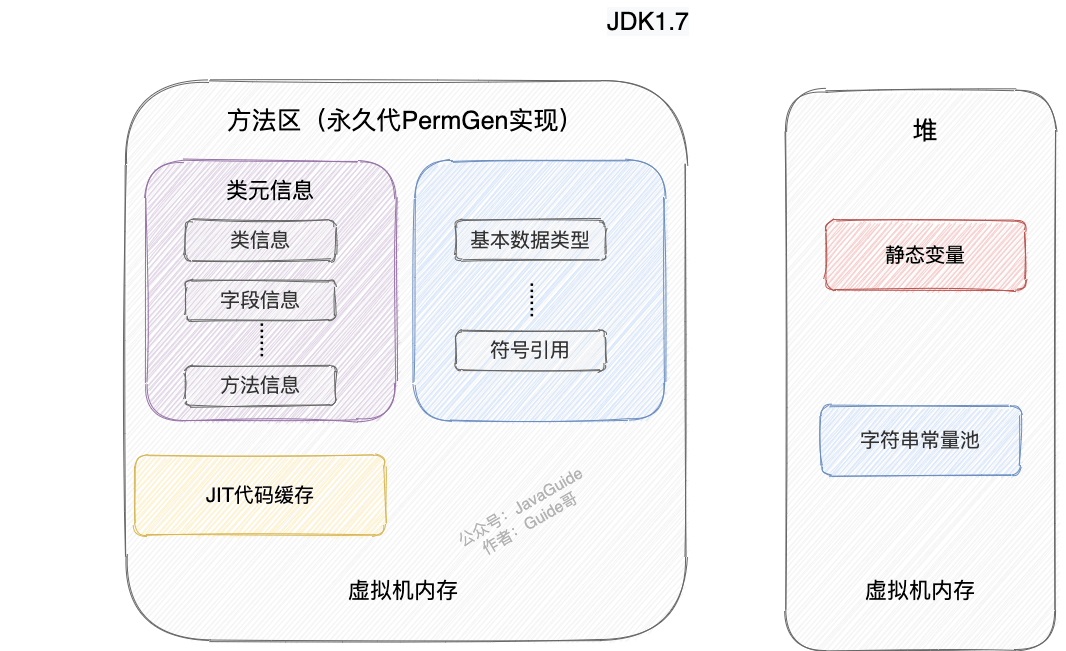 JDK1.7
方法区（永久代PermGen实现）
类元信息
类信息
字段信息
方法信息
基本数据类型
符号引用
JIT代码缓存
公众号：JavaGuide
作者：Guide哥
虚拟机内存
堆
静态变量
字符串常量池
虚拟机内存